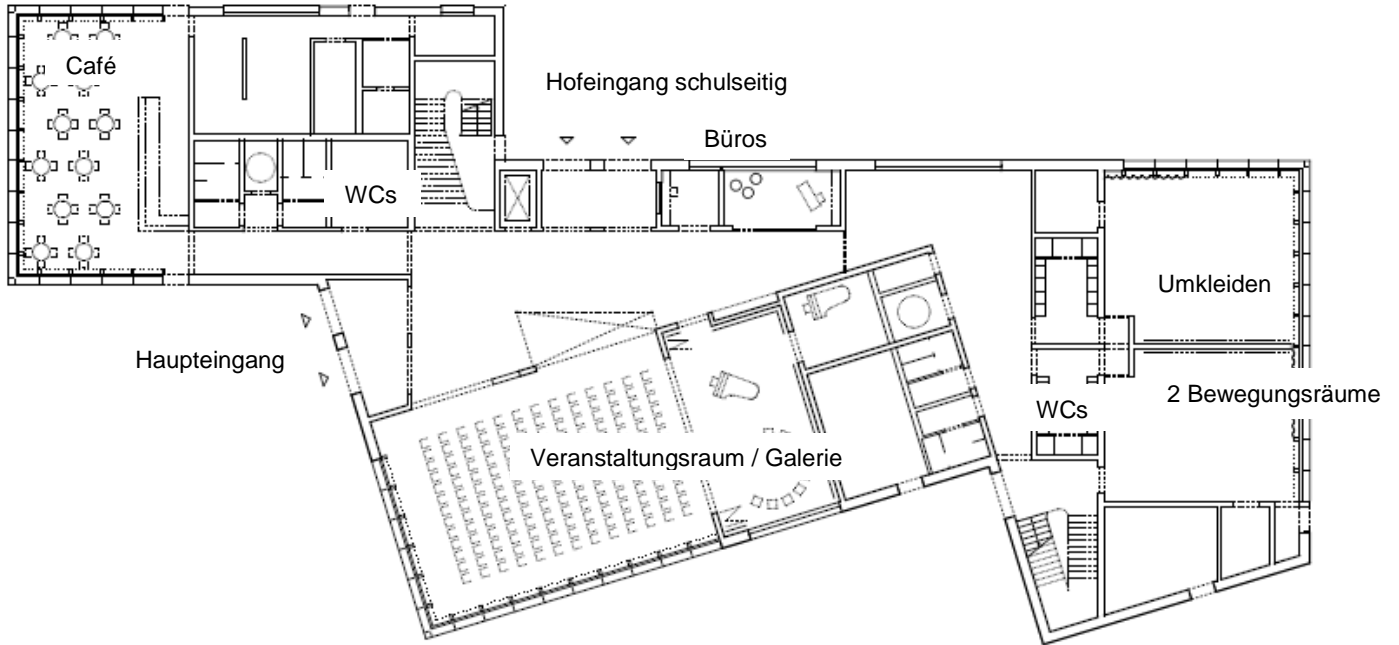 Café
Hofeingang schulseitig
Büros
WCs
Umkleiden
Haupteingang
2 Bewegungsräume
WCs
Veranstaltungsraum / Galerie